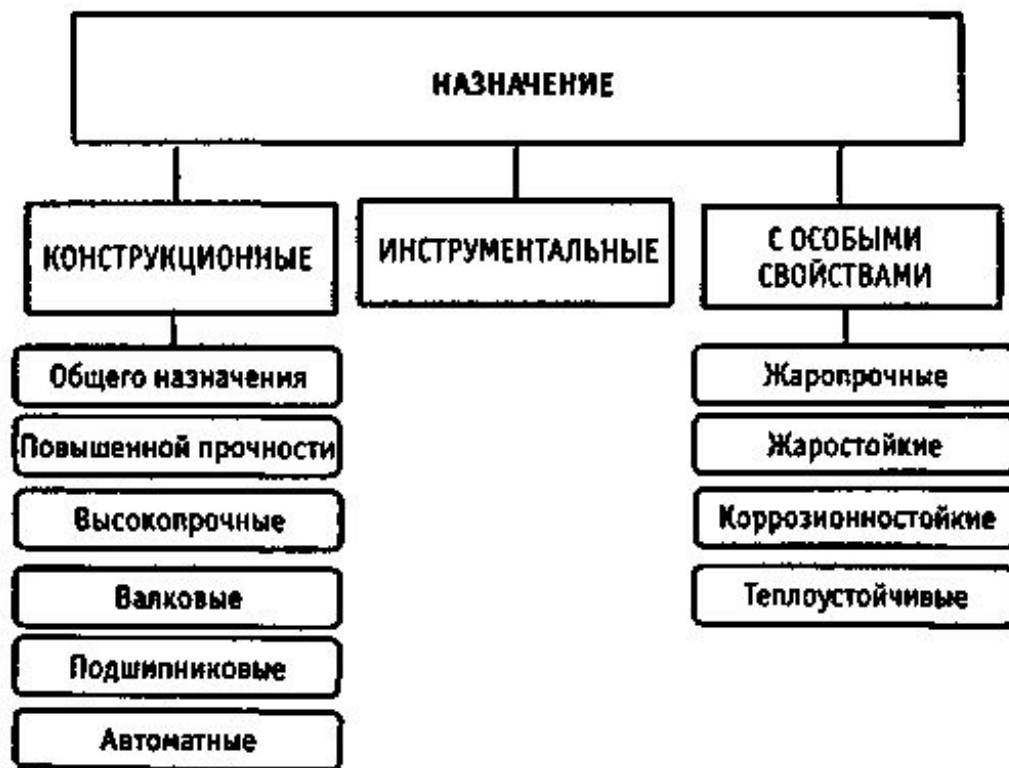 НАЗНАЧЕНИЕ
КОНСТРУКЦИОННЫЕ
ИНСТРУМЕНТАЛЬНЫЕ
С ОСОБЫМИ
СВОЙСТВАМИ
Общего назначения
Повышенной прочности
Высокопрочные
Валковые
Подшипниковые
Автоматные
Жаропрочные
Жаростойкие
Коррозионностойкие
Теплоустойчивые